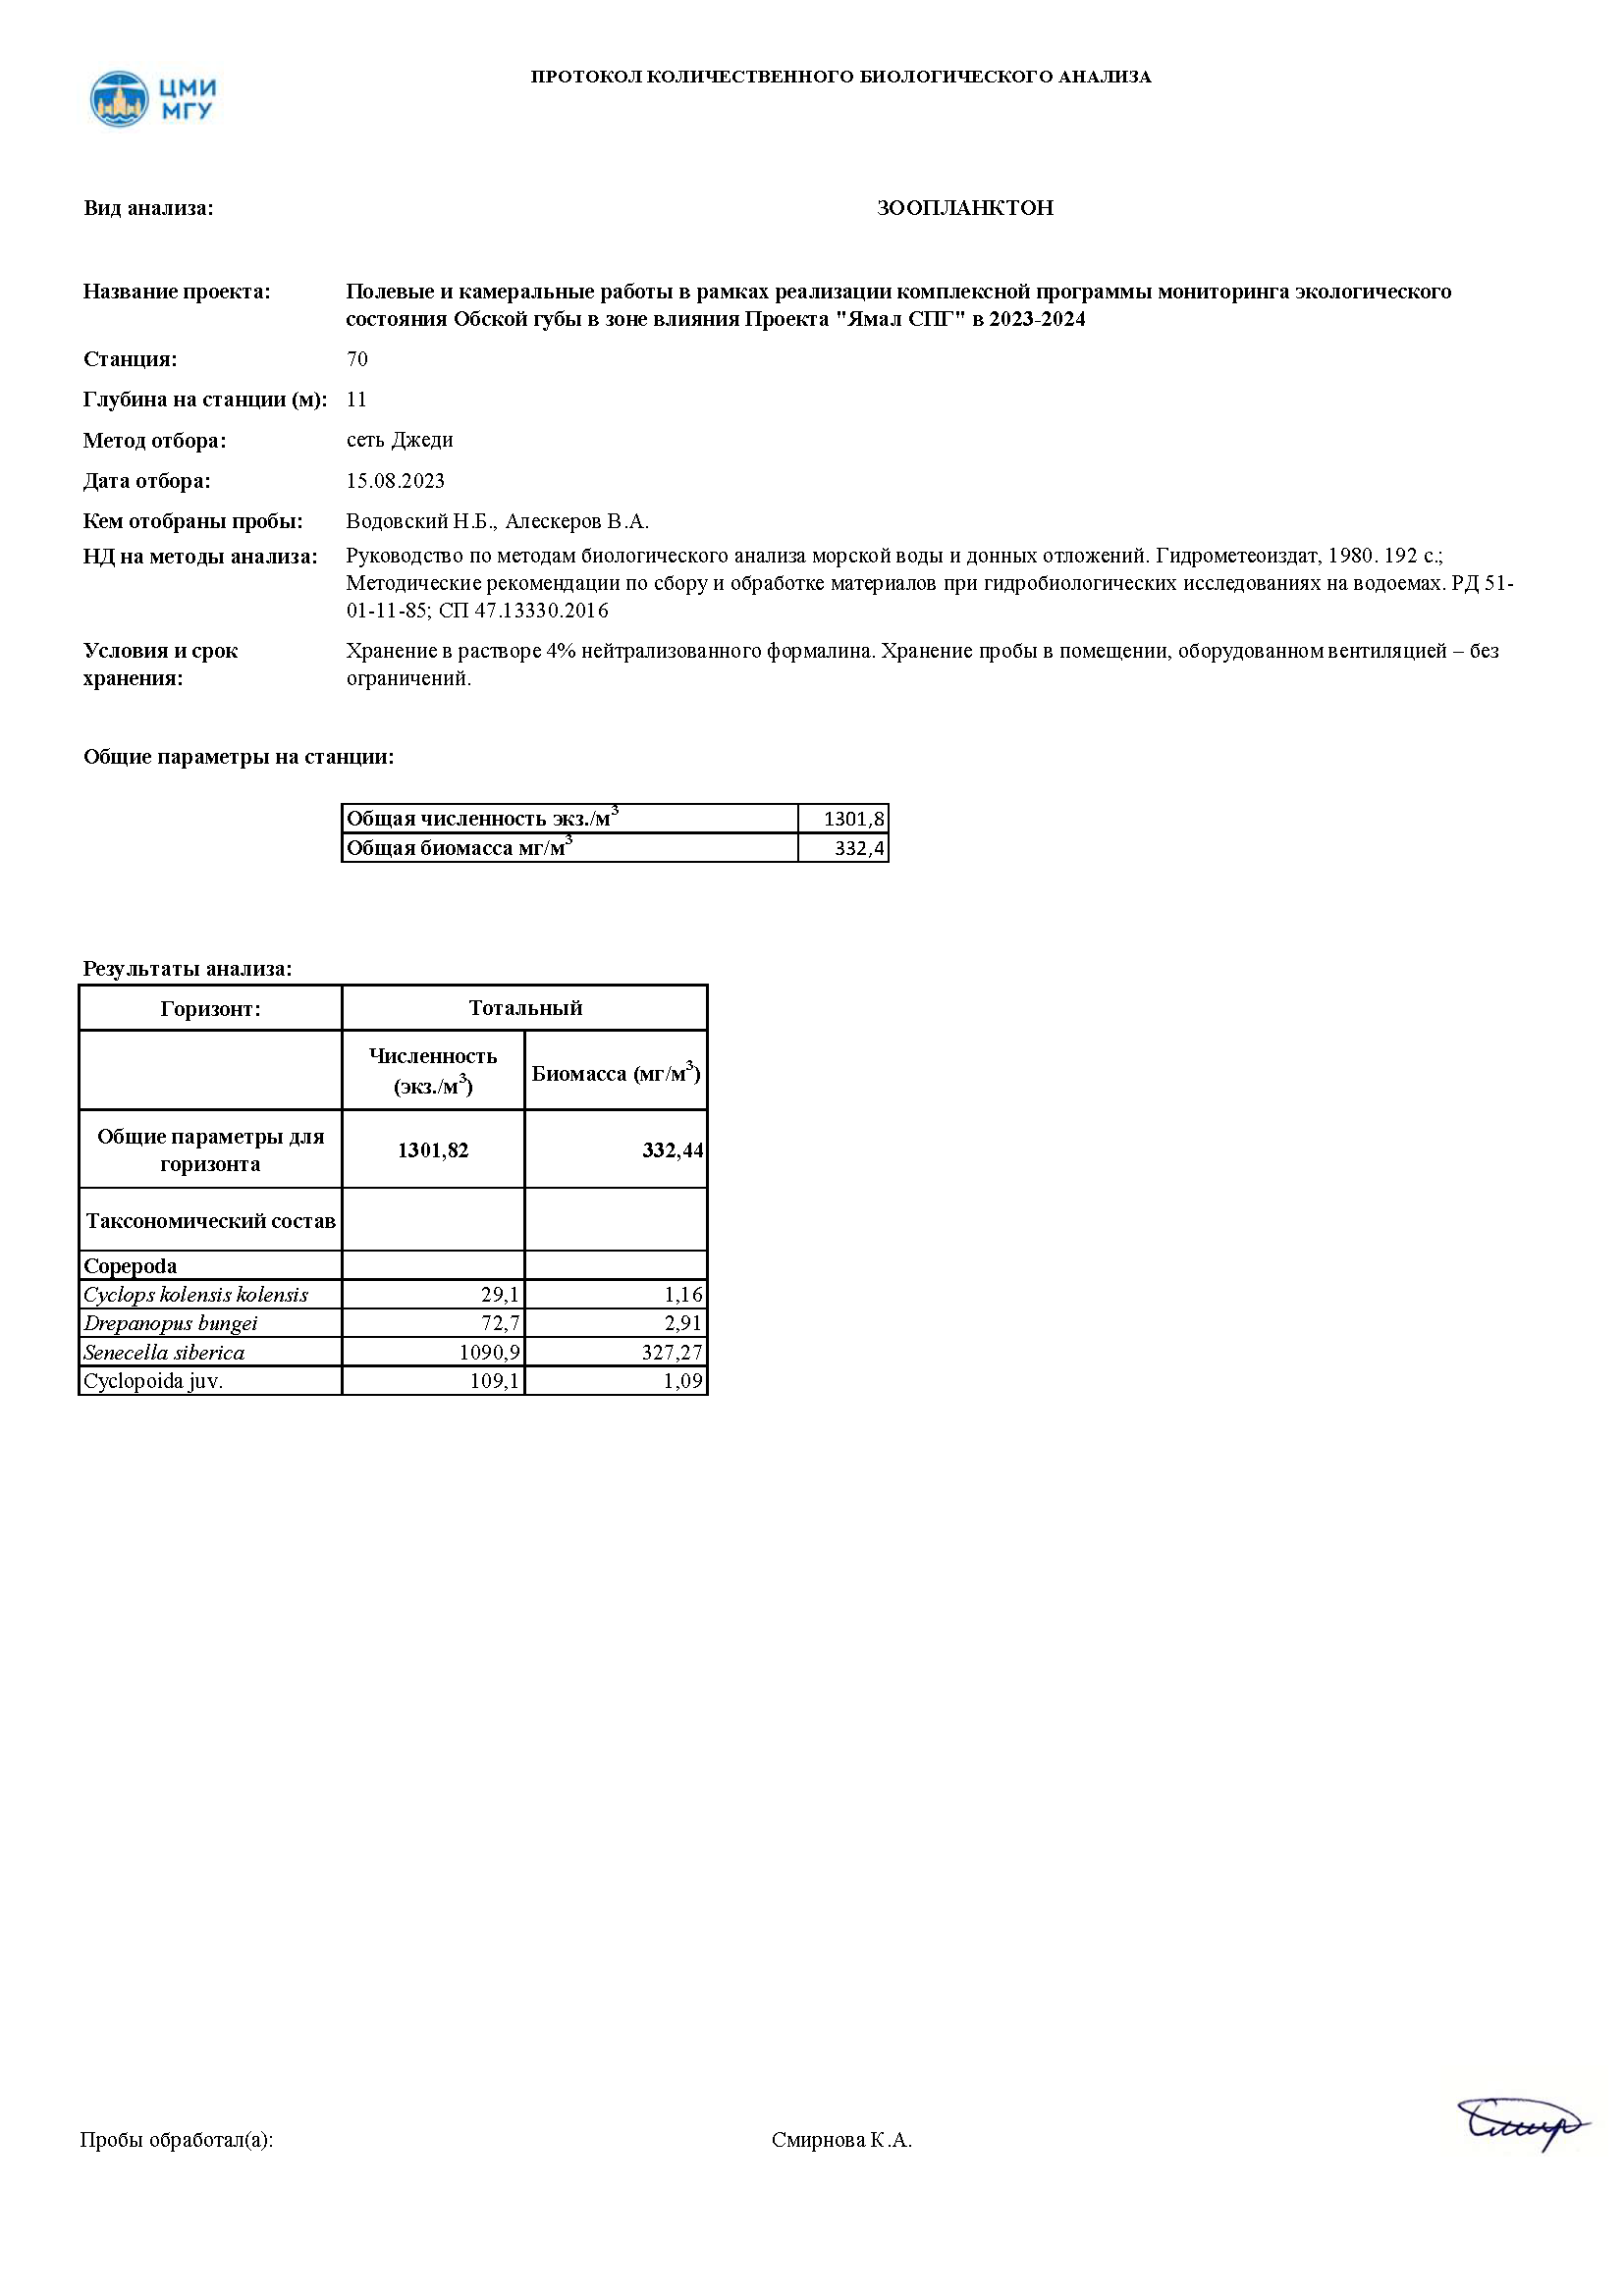 ЦМИ
МГУ
ПРОТОКОЛ КОЛИЧЕСТВЕННОГО БИОЛОГИЧЕСКОГО АНАЛИЗА
Вид анализа: ЗООПЛАНКТОН
Название проекта: Полевые и камеральные работы в рамках реализации комплексной программы мониторинга экологического
состояния Обской губы в зоне влияния Проекта "Ямал СПГ" в 2023-2024
Станция: 70
Глубина на станции (м): 11
Метод отбора: сеть Джеди
Дата отбора: 15.08.2023
Кем отобраны пробы: Водовский Н.Б., Алескеров В.А.
НД на методы анализа: Руководство по методам биологического анализа морской воды и донных отложений. Гидрометеоиздат, 1980. 192 с.;
Методические рекомендации по сбору и обработке материалов при гидробиологических исследованиях на водоемах. РД 51-
01-11-85; СП 47.13330.2016
Условия и срок Хранение в растворе 4% нейтрализованного формалина. Хранение пробы в помещении, оборудованном вентиляцией – без
хранения: ограничений.
Общие параметры на станции:
Общая численность экз./м³ 1301,8
Общая биомасса мг/м³ 332,4
Результаты анализа:
Горизонт: Тотальный
Численность
(экз./м³) Биомасса (мг/м³)
Общие параметры для
горизонта 1301,82 332,44
Таксономический состав
Copepoda
Cyclops kolensis kolensis 29,1 1,16
Drepanopus bungei 72,7 2,91
Senecella siberica 1090,9 327,27
Cyclopoida juv. 109,1 1,09
Пробы обработал(а): Смирнова К.А.